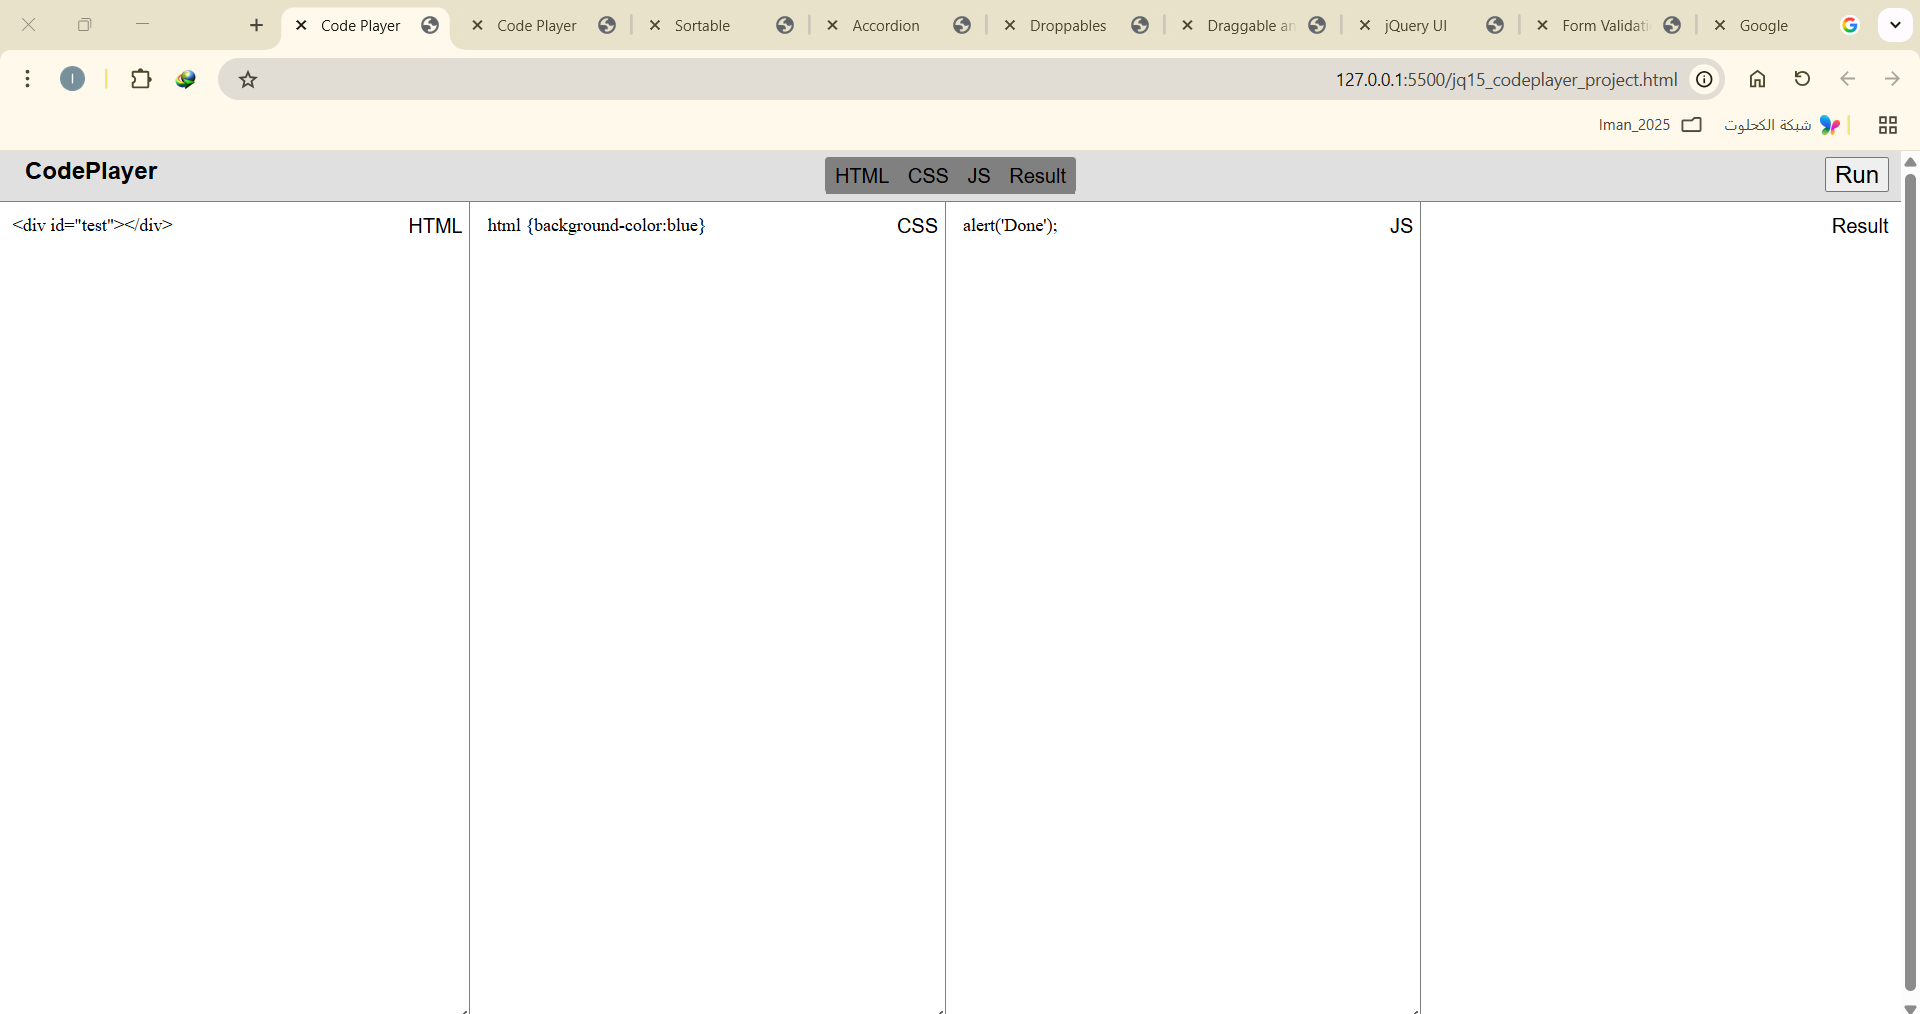 Code Player
Code Player
Sortable
Accordion
Droppables
Draggable an
jQuery UI
Form Validati
Google
I
127.0.0.1:5500/jq15_codeplayer_project.html
Iman_2025
شبكة الكحلوت
CodePlayer
HTML CSS JS Result
Run
<div id="test"></div>
HTML
html {background-color:blue}
CSS
alert('Done');
JS
Result